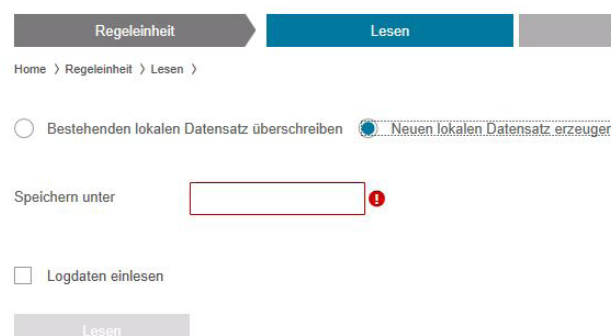 Regeleinheit Lesen
Home > Regeleinheit > Lesen >
Bestehenden lokalen Datensatz überschreiben Neuen lokalen Datensatz erzeugen
Speichern unter
Logdaten einlesen
Lesen